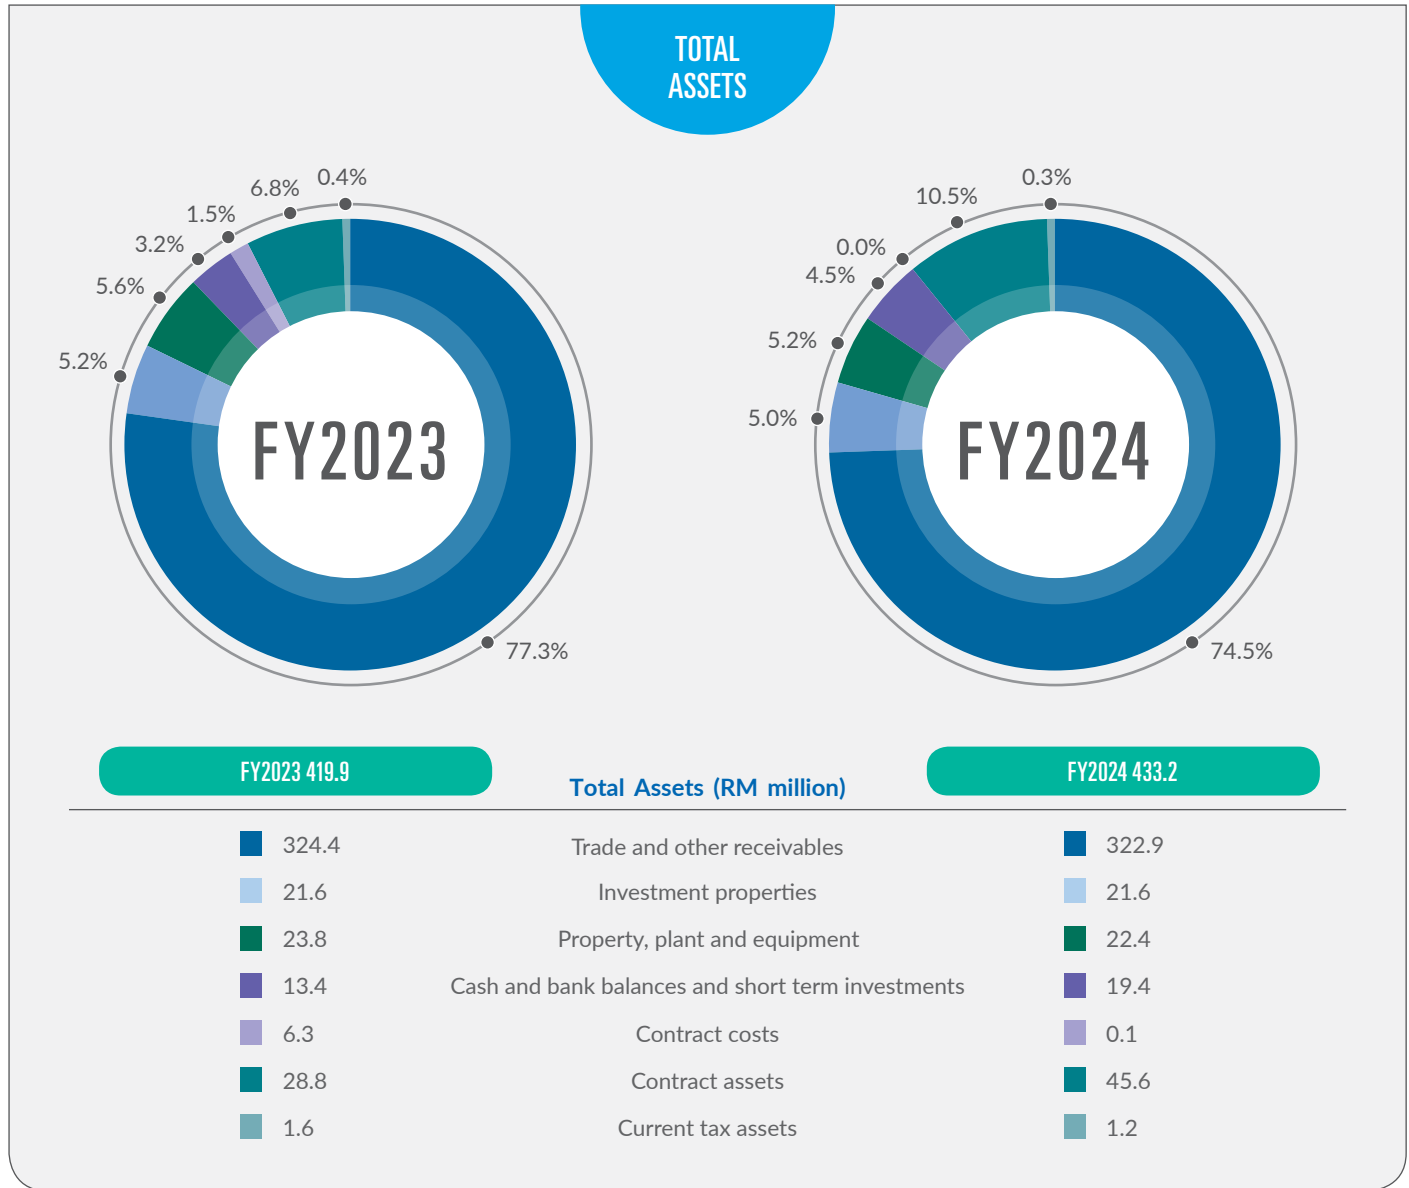 TOTAL
ASSETS
0.4%
6.8%
1.5%
3.2%
5.6%
5.2%
FY2023
77.3%
0.3%
10.5%
0.0%
4.5%
5.2%
5.0%
FY2024
74.5%
FY2023 419.9
Total Assets (RM million)
FY2024 433.2
324.4 Trade and other receivables 322.9
21.6 Investment properties 21.6
23.8 Property, plant and equipment 22.4
13.4 Cash and bank balances and short term investments 19.4
6.3 Contract costs 0.1
28.8 Contract assets 45.6
1.6 Current tax assets 1.2